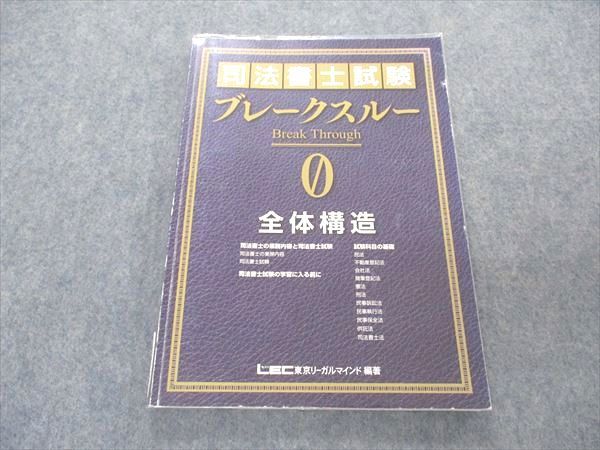 司法書士試験
ブレークスルー
Break Through
0
全体構造
司法書士の業務内容と司法書士試験
司法書士の業務内容
司法書士試験
司法書士試験の学習に入る前に
試験科目の基礎
民法
不動産登記法
会社法
商業登記法
憲法
刑法
民事訴訟法
民事執行法
民事保全法
供託法
司法書士法
LEC東京リーガルマインド 編著